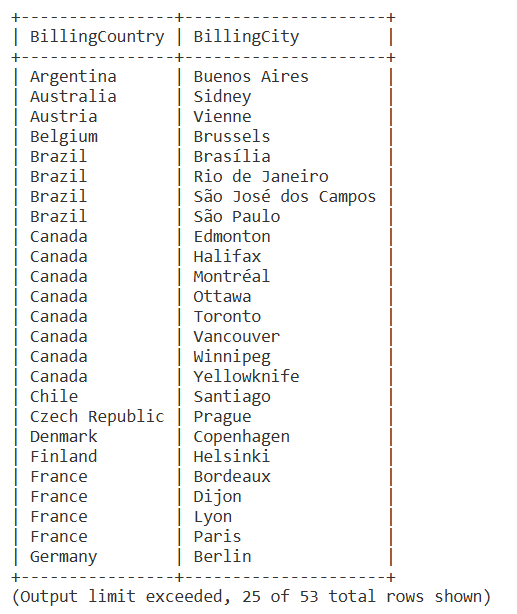 +----------------+---------------------+
| BillingCountry | BillingCity         |
+----------------+---------------------+
| Argentina      | Buenos Aires        |
| Australia      | Sidney              |
| Austria        | Vienne              |
| Belgium        | Brussels            |
| Brazil         | Brasília            |
| Brazil         | Rio de Janeiro      |
| Brazil         | São José dos Campos |
| Brazil         | São Paulo           |
| Canada         | Edmonton            |
| Canada         | Halifax             |
| Canada         | Montréal            |
| Canada         | Ottawa              |
| Canada         | Toronto             |
| Canada         | Vancouver           |
| Canada         | Winnipeg            |
| Canada         | Yellowknife         |
| Chile          | Santiago            |
| Czech Republic | Prague              |
| Denmark        | Copenhagen          |
| Finland        | Helsinki            |
| France         | Bordeaux            |
| France         | Dijon               |
| France         | Lyon                |
| France         | Paris               |
| Germany        | Berlin              |
+----------------+---------------------+
(Output limit exceeded, 25 of 53 total rows shown)